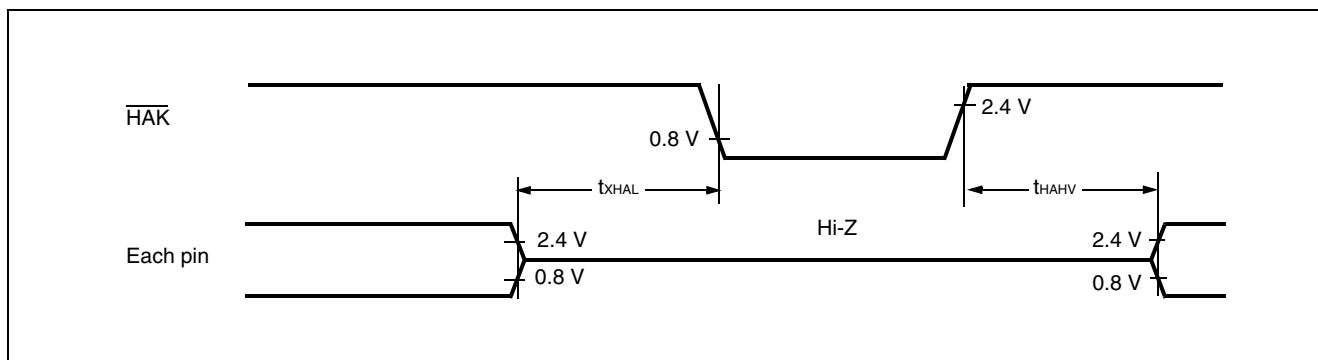 HAK
2.4 V
0.8 V
tXHAL
tHAHV
Hi-Z
Each pin
2.4 V
0.8 V
2.4 V
0.8 V